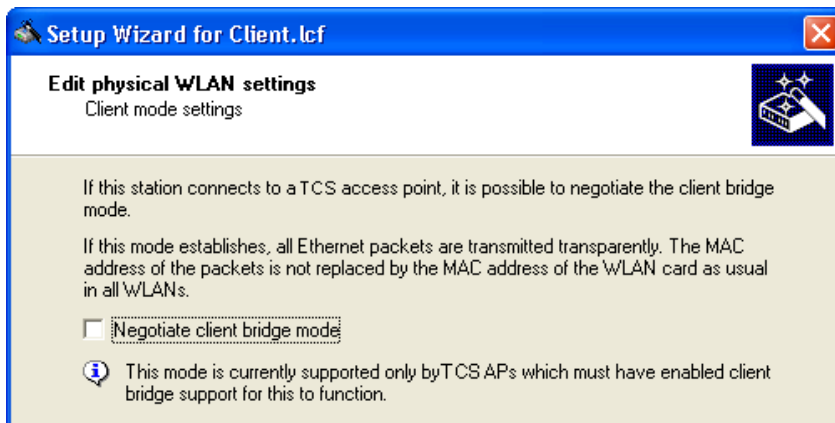 Setup Wizard for Client.lcf
Edit physical WLAN settings
Client mode settings
If this station connects to a TCS access point, it is possible to negotiate the client bridge
mode.
If this mode establishes, all Ethernet packets are transmitted transparently. The MAC
address of the packets is not replaced by the MAC address of the WLAN card as usual
in all WLANs.
Negotiate client bridge mode
This mode is currently supported only byTCS APs which must have enabled client
bridge support for this to function.